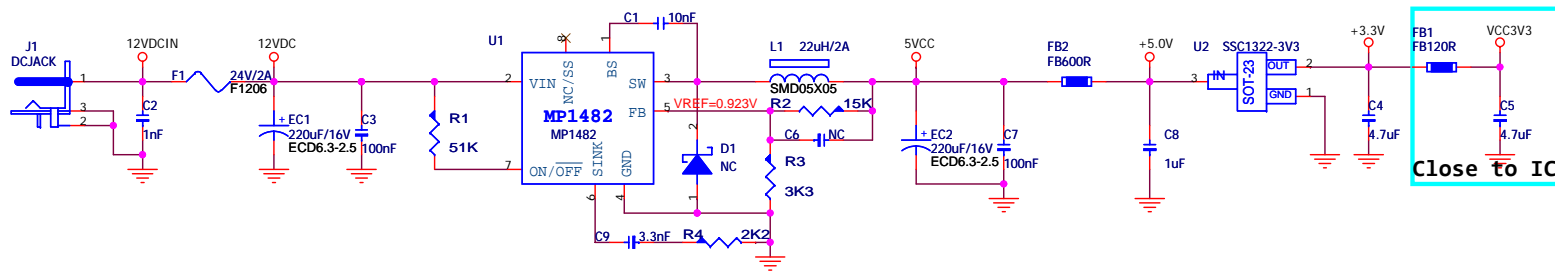 J1
DCJACK
1
3
2
12VDCIN
C2
1nF
F1
24V/2A
F1206
12VDC
EC1
220uF/16V
ECD6.3-2.5
C3
100nF
R1
51K
U1
2
VIN
8
NC/SS
1
BS
3
SW
5
FB
MP1482
MP1482
7
ON/OFF
SINK
6
GND
4
C1
10nF
VREF=0.923V
2
D1
NC
1
L1
22uH/2A
SMD05X05
R2
15K
C6
NC
R3
3K3
C9
3.3nF
R4
2K2
5VCC
EC2
220uF/16V
ECD6.3-2.5
C7
100nF
FB2
FB600R
+5.0V
C8
1uF
U2
SSC1322-3V3
3
IN
SOT-23
OUT
2
GND
1
+3.3V
C4
4.7uF
FB1
FB120R
VCC3V3
C5
4.7uF
Close to IC